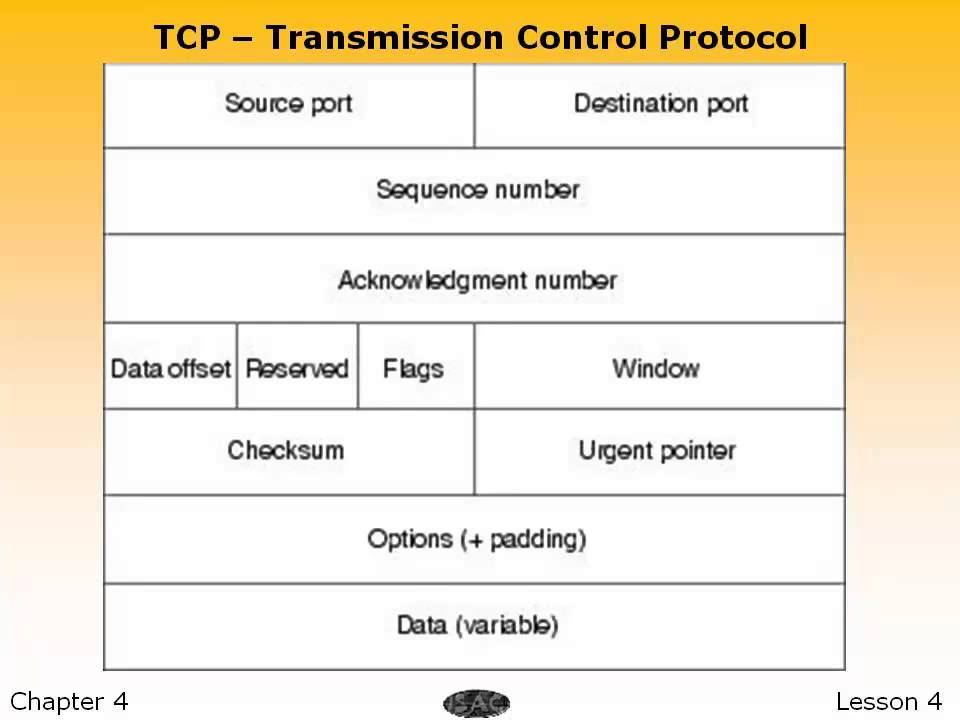 TCP – Transmission Control Protocol
Source port
Destination port
Sequence number
Acknowledgment number
Data offset
Reserved
Flags
Window
Checksum
Urgent pointer
Options (+ padding)
Data (variable)
Chapter 4
Lesson 4